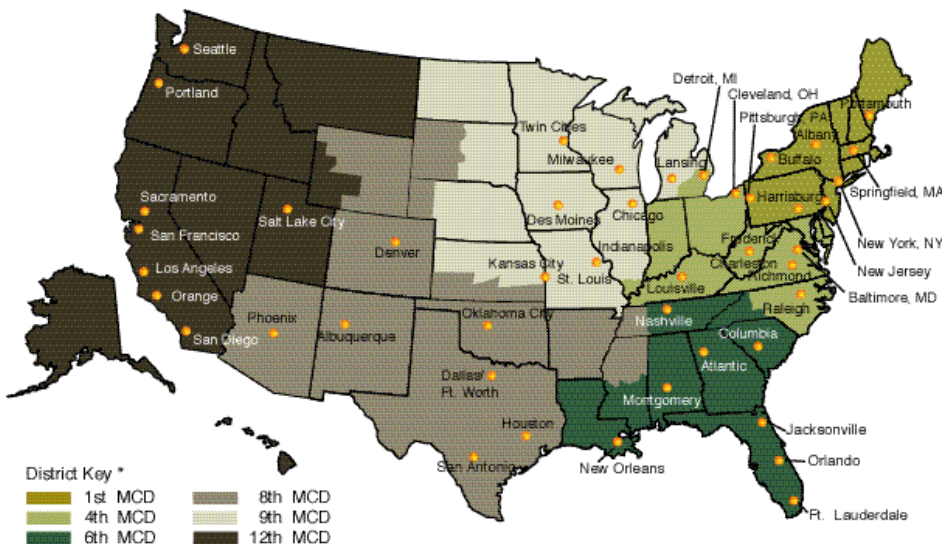 Seattle
Portland
Sacramento
San Francisco
Los Angeles
Orange
San Diego
Salt Lake City
Phoenix
Albuquerque
Denver
Twin Cities
Milwaukee
Des Moines
Chicago
Kansas City
St. Louis
Indianapolis
Lansing
Detroit, MI
Cleveland, OH
Pittsburgh, PA
Portsmouth
Albany
Buffalo
Harrisburg
Springfield, MA
New York, NY
New Jersey
Baltimore, MD
Frederick
Charleston
Richmond
Louisville
Raleigh
Nashville
Columbia
Atlantic
Montgomery
Oklahoma City
Dallas/
Ft. Worth
Houston
San Antonio
New Orleans
Jacksonville
Orlando
Ft. Lauderdale
District Key *
1st MCD
4th MCD
6th MCD
8th MCD
9th MCD
12th MCD